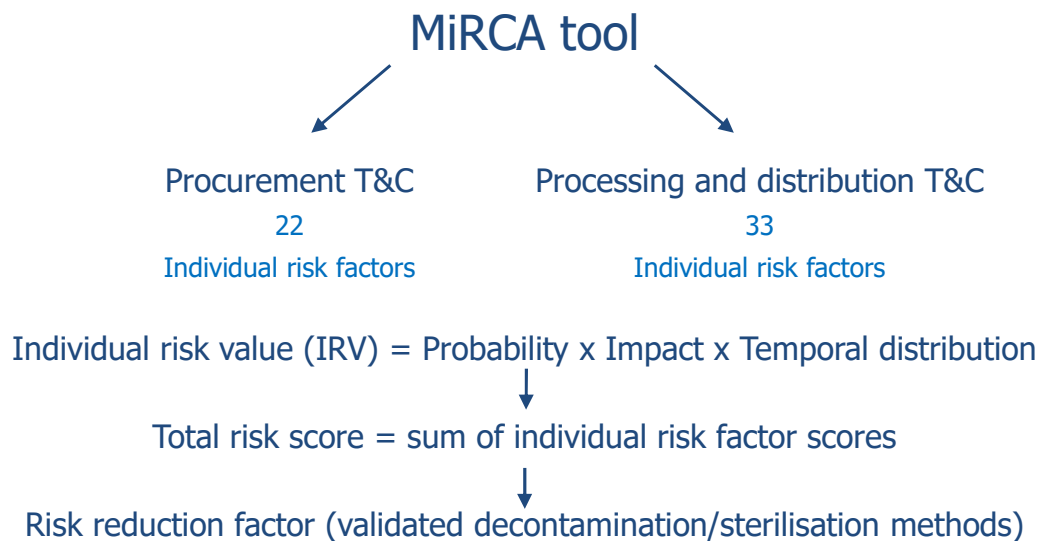 MiRCA tool
Procurement T&C
Processing and distribution T&C
22
33
Individual risk factors
Individual risk factors
Individual risk value (IRV) = Probability x Impact x Temporal distribution
Total risk score = sum of individual risk factor scores
Risk reduction factor (validated decontamination/sterilisation methods)